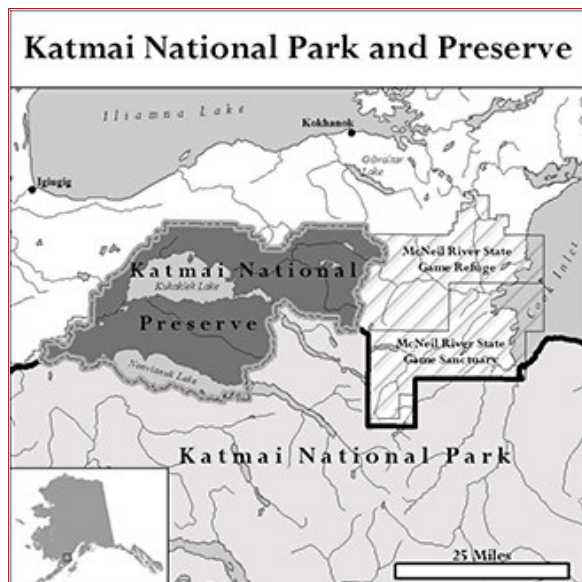 Katmai National Park and Preserve
Iliamna Lake
Kokhanok
Gibraltar
Lake
Igiugig
McNeil River State
Game Refuge
Katmai National
Kukaklek Lake
Cook Inlet
Preserve
McNeil River State
Game Sanctuary
Nonvianuk Lake
Katmai National Park
25 Miles